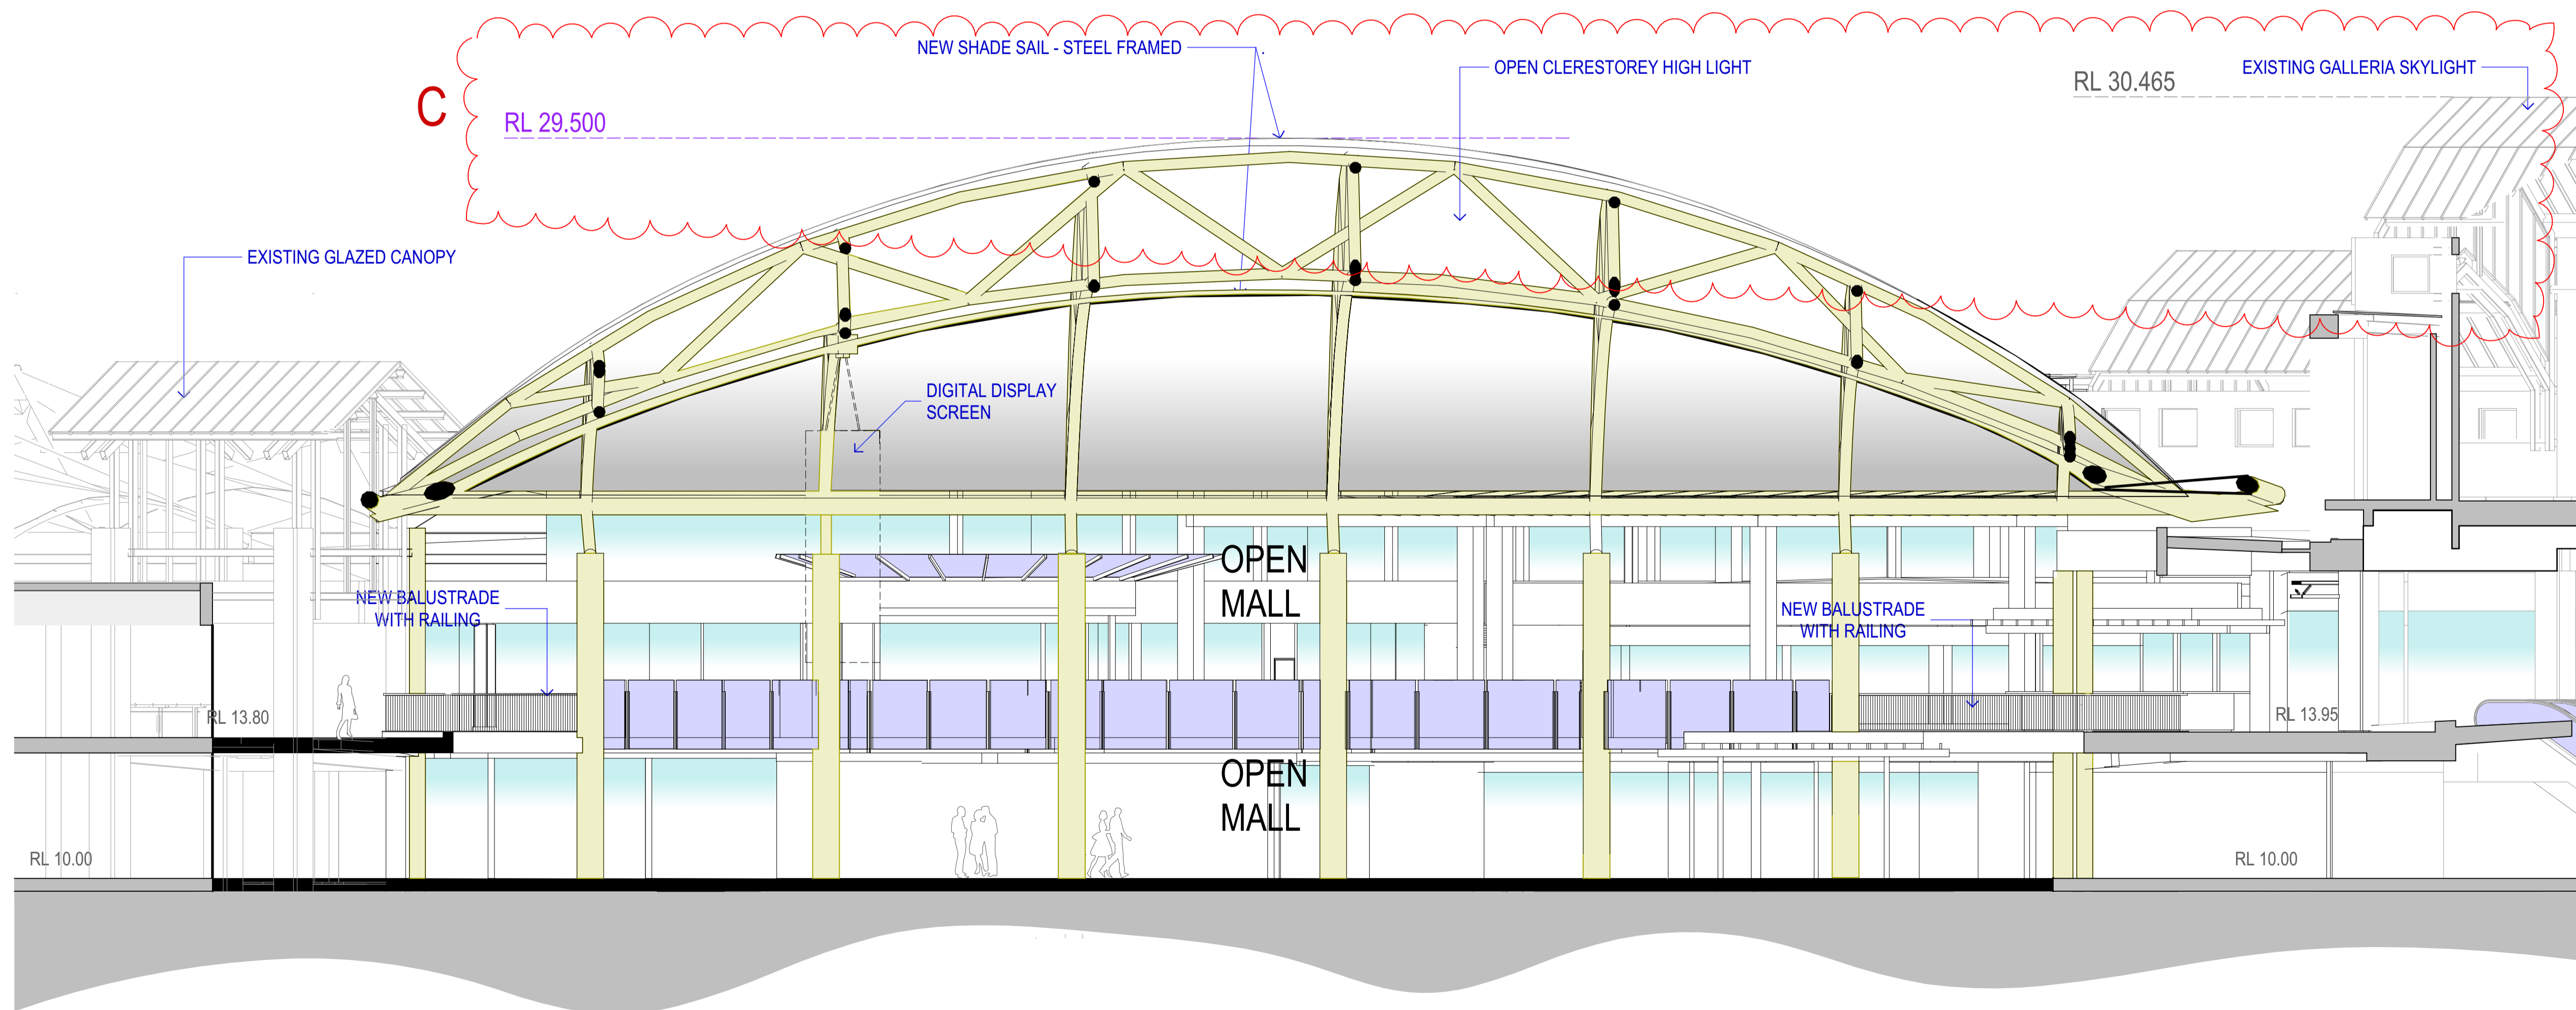 NEW SHADE SAIL - STEEL FRAMED
OPEN CLERESTOREY HIGH LIGHT
EXISTING GALLERIA SKYLIGHT
RL 30.465
C
RL 29.500
EXISTING GLAZED CANOPY
DIGITAL DISPLAY
SCREEN
OPEN
MALL
NEW BALUSTRADE
WITH RAILING
NEW BALUSTRADE
WITH RAILING
RL 13.80
RL 13.95
OPEN
MALL
RL 10.00
RL 10.00